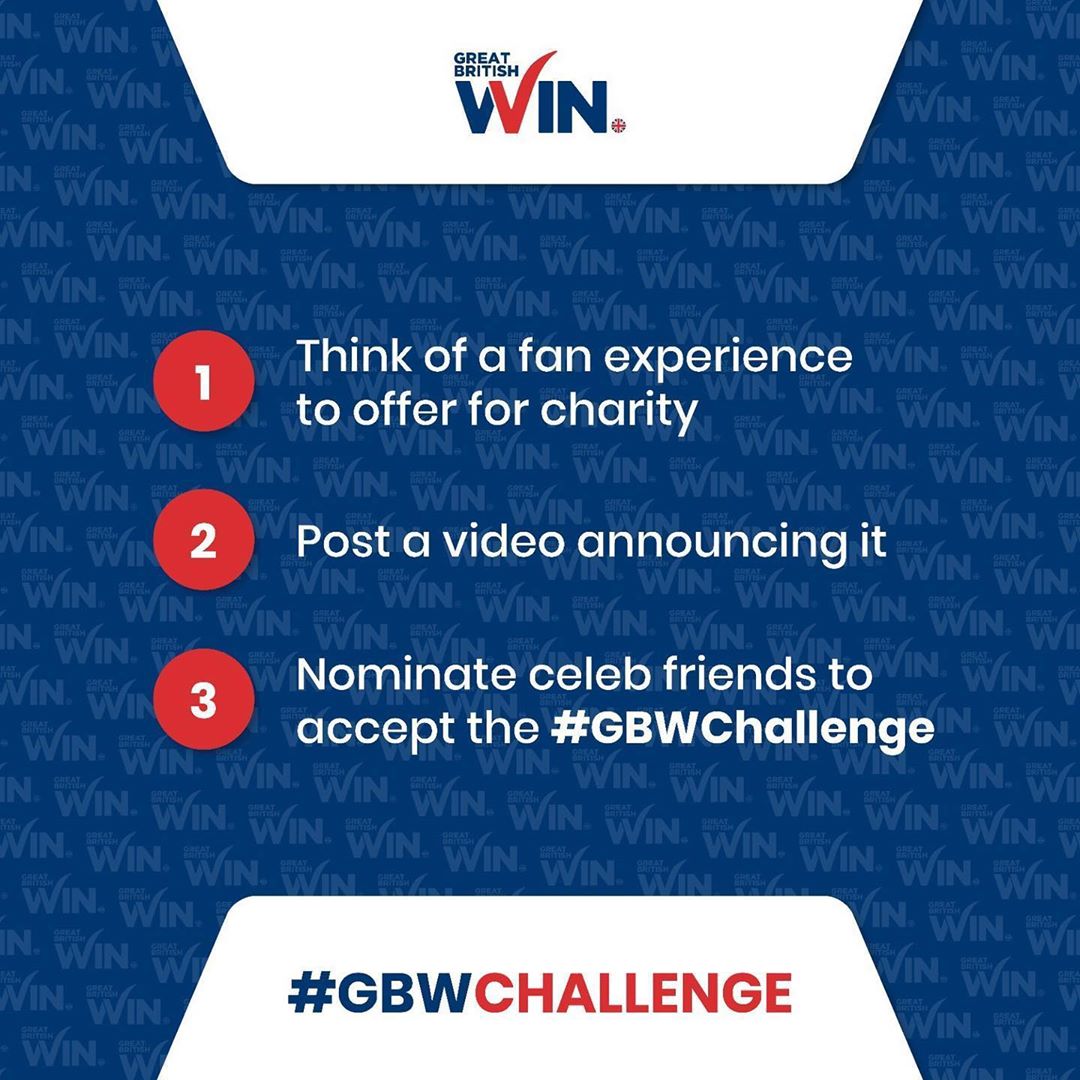 GREAT
BRITISH
WIN.
1
Think of a fan experience
to offer for charity
2
Post a video announcing it
3
Nominate celeb friends to
accept the #GBWChallenge
#GBWCHALLENGE